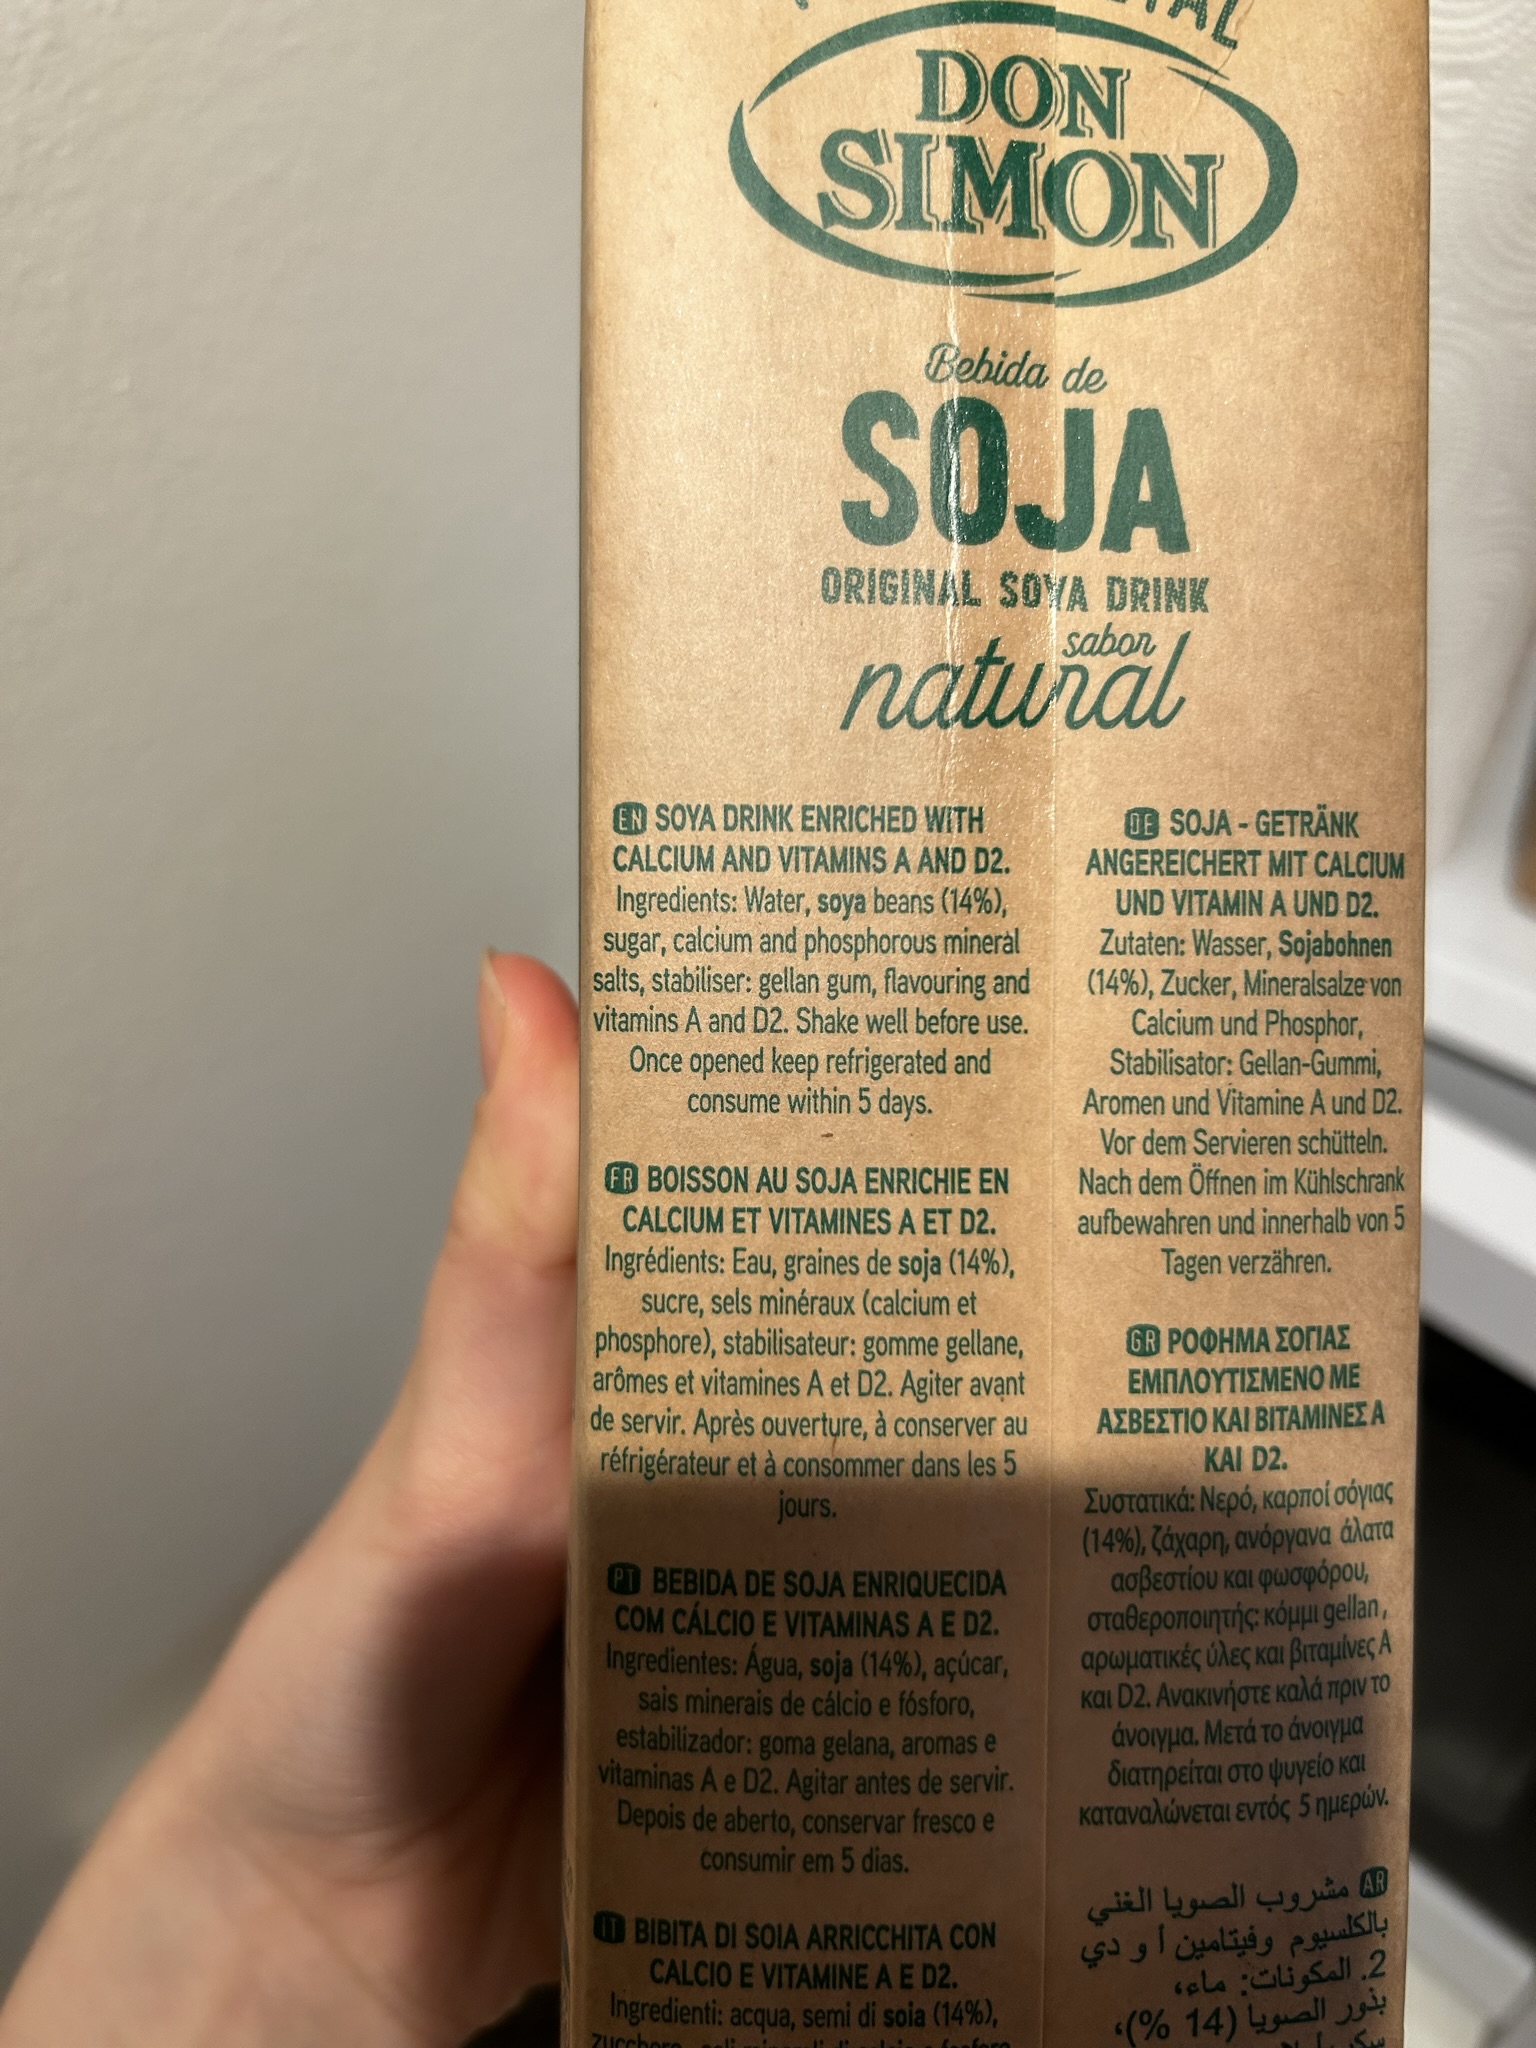 DON
SIMON
Bebida de
SOJA
ORIGINAL SOYA DRINK
sabor
natural
EN SOYA DRINK ENRICHED WITH
CALCIUM AND VITAMINS A AND D2.
Ingredients: Water, soya beans (14%),
sugar, calcium and phosphorous mineral
salts, stabiliser: gellan gum, flavouring and
vitamins A and D2. Shake well before use.
Once opened keep refrigerated and
consume within 5 days.
FR BOISSON AU SOJA ENRICHIE EN
CALCIUM ET VITAMINES A ET D2.
Ingrédients: Eau, graines de soja (14%),
sucre, sels minéraux (calcium et
phosphore), stabilisateur: gomme gellane,
arômes et vitamines A et D2. Agiter avant
de servir. Après ouverture, à conserver au
réfrigérateur et à consommer dans les 5
jours.
PT BEBIDA DE SOJA ENRIQUECIDA
COM CÁLCIO E VITAMINAS A E D2.
Ingredientes: Água, soja (14%), açúcar,
sais minerais de cálcio e fósforo,
estabilizador: goma gelana, aromas e
vitaminas A e D2. Agitar antes de servir.
Depois de aberto, conservar fresco e
consumir em 5 dias.
IT BIBITA DI SOIA ARRICCHITA CON
CALCIO E VITAMINE A E D2.
Ingredienti: acqua, semi di soia (14%),
DE SOJA - GETRÄNK
ANGEREICHERT MIT CALCIUM
UND VITAMIN A UND D2.
Zutaten: Wasser, Sojabohnen
(14%), Zucker, Mineralsalze von
Calcium und Phosphor,
Stabilisator: Gellan-Gummi,
Aromen und Vitamine A und D2.
Vor dem Servieren schütteln.
Nach dem Öffnen im Kühlschrank
aufbewahren und innerhalb von 5
Tagen verzähren.
GR ΡΟΦΗΜΑ ΣΟΓΙΑΣ
ΕΜΠΛΟΥΤΙΣΜΕΝΟ ΜΕ
ΑΣΒΕΣΤΙΟ ΚΑΙ ΒΙΤΑΜΙΝΕΣ Α
ΚΑΙ D2.
Συστατικά: Νερό, καρποί σόγιας
(14%), ζάχαρη, ανόργανα άλατα
ασβεστίου και φωσφόρου,
σταθεροποιητής: κόμμι gellan,
αρωματικές ύλες και βιταμίνες Α
και D2. Ανακινήστε καλά πριν το
άνοιγμα. Μετά το άνοιγμα
διατηρείται στο ψυγείο και
καταναλώνεται εντός 5 ημερών.
AR مشروب الصويا الغني
بالكلسيوم وفيتامين أ و دي
2. المكونات: ماء،
بذور الصويا (14 %)،